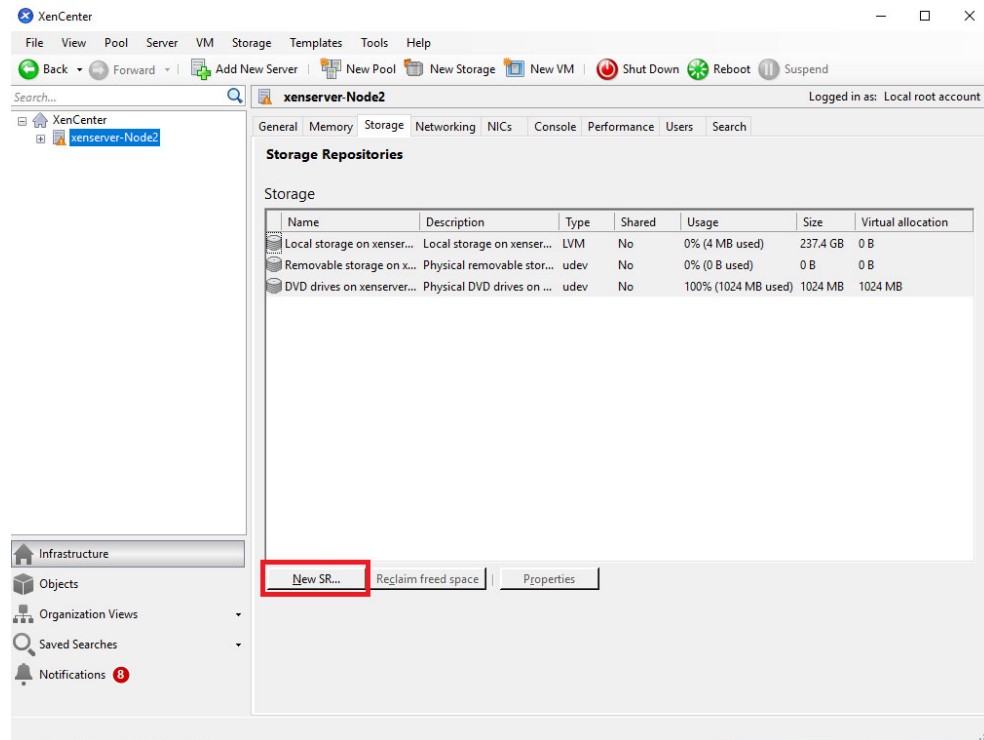 XenCenter
File View Pool Server VM Storage Templates Tools Help
Back Forward Add New Server New Pool New Storage New VM Shut Down Reboot Suspend
Search...
xenserver-Node2 Logged in as: Local root account
XenCenter
xenserver-Node2
General Memory Storage Networking NICs Console Performance Users Search
Storage Repositories
Storage
Name Description Type Shared Usage Size Virtual allocation
Local storage on xenser... Local storage on xenser... LVM No 0% (4 MB used) 237.4 GB 0 B
Removable storage on x... Physical removable stor... udev No 0% (0 B used) 0 B 0 B
DVD drives on xenserver... Physical DVD drives on ... udev No 100% (1024 MB used) 1024 MB 1024 MB
New SR... Reclaim freed space Properties
Infrastructure
Objects
Organization Views
Saved Searches
Notifications 8